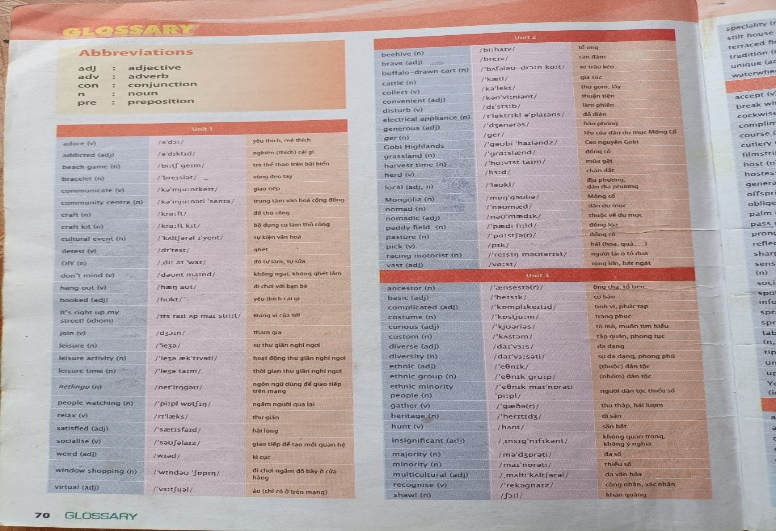 GLOSSARY
Abbreviations
adj : adjective
adv : adverb
con : conjunction
n : noun
pre : preposition
Unit 1
adore (v) /əˈdɔː/ yêu thích, mê thích
addicted (adj) /əˈdɪktɪd/ nghiện (thích) cái gì
beach game (n) /biːtʃ ɡeɪm/ trò thể thao trên bãi biển
bracelet (n) /ˈbreɪslət/ vòng đeo tay
communicate (v) /kəˈmjuːnɪkeɪt/ giao tiếp
community centre (n) /kəˈmjuːnəti ˈsentə/ trung tâm văn hoá cộng đồng
craft (n) /krɑːft/ đồ thủ công
craft kit (n) /krɑːft kɪt/ bộ dụng cụ làm thủ công
cultural event (n) /ˈkʌltʃərəl ɪˈvent/ sự kiện văn hoá
detest (v) /dɪˈtest/ ghét
DIY (n) /ˌdiː aɪ ˈwaɪ/ đồ tự làm, tự sửa
don't mind (v) /dəʊnt maɪnd/ không ngại, không ghét lắm
hang out (v) /hæŋ aʊt/ đi chơi với bạn bè
hooked (adj) /hʊkt/ yêu thích cái gì
It's right up my
street! (idiom) /ɪts raɪt ʌp maɪ striːt/ đúng vị của tớ!
join (v) /dʒɔɪn/ tham gia
leisure (n) /ˈleʒə/ sự thư giãn nghỉ ngơi
leisure activity (n) /ˈleʒə ækˈtɪvəti/ hoạt động thư giãn nghỉ ngơi
leisure time (n) /ˈleʒə taɪm/ thời gian thư giãn nghỉ ngơi
netlingo (n) /netˈlɪŋɡəʊ/ ngôn ngữ dùng để giao tiếp
trên mạng
people watching (n) /ˈpiːpl wɒtʃɪŋ/ ngắm người qua lại
relax (v) /rɪˈlæks/ thư giãn
satisfied (adj) /ˈsætɪsfaɪd/ hài lòng
socialise (v) /ˈsəʊʃəlaɪz/ giao tiếp để tạo mối quan hệ
weird (adj) /wɪəd/ kì cục
window shopping (n) /ˈwɪndəʊ ˈʃɒpɪŋ/ đi chơi ngắm đồ bày ở cửa
hàng
virtual (adj) /ˈvɜːtʃuəl/ ảo (chỉ có ở trên mạng)
70 GLOSSARY
Unit 2
beehive (n) /ˈbiːhaɪv/ tổ ong
brave (adj) /breɪv/ can đảm
buffalo-drawn cart (n) /ˈbʌfələʊ-drɔːn kɑːt/ xe trâu kéo
cattle (n) /ˈkætl/ gia súc
collect (v) /kəˈlekt/ thu gom, lấy
convenient (adj) /kənˈviːniənt/ thuận tiện
disturb (v) /dɪˈstɜːb/ làm phiền
electrical appliance (n) /ɪˈlektrɪkl əˈplaɪəns/ đồ điện
generous (adj) /ˈdʒenərəs/ hào phóng
ger (n) /ɡer/ lều của dân du mục Mông Cổ
Gobi Highlands /ˈɡəʊbi ˈhaɪləndz/ Cao nguyên Gobi
grassland (n) /ˈɡrɑːslænd/ đồng cỏ
harvest time (n) /ˈhɑːvɪst taɪm/ mùa gặt
herd (v) /hɜːd/ chăn dắt
local (adj, n) /ˈləʊkl/ địa phương,
dân địa phương
Mongolia (n) /mɒŋˈɡəʊliə/ Mông cổ
nomad (n) /ˈnəʊmæd/ dân du mục
nomadic (adj) /nəʊˈmædɪk/ thuộc về du mục
paddy field (n) /ˈpædi fiːld/ đồng lúa
pasture (n) /ˈpɑːstʃə(r)/ đồng cỏ
pick (v) /pɪk/ hái (hoa, quả...)
racing motorist (n) /ˈreɪsɪŋ məʊtərɪst/ người lái ô tô đua
vast (adj) /vɑːst/ rộng lớn, bát ngát
Unit 3
ancestor (n) /ˈænsestə(r)/ ông cha, tổ tiên
basic (adj) /ˈbeɪsɪk/ cơ bản
complicated (adj) /ˈkɒmplɪkeɪtɪd/ tinh vi, phức tạp
costume (n) /ˈkɒstjuːm/ trang phục
curious (adj) /ˈkjʊəriəs/ tò mò, muốn tìm hiểu
custom (n) /ˈkʌstəm/ tập quán, phong tục
diverse (adj) /daɪˈvɜːs/ đa dạng
diversity (n) /daɪˈvɜːsəti/ sự đa dạng, phong phú
ethnic (adj) /ˈeθnɪk/ (thuộc) dân tộc
ethnic group (n) /ˈeθnɪk ɡruːp/ (nhóm) dân tộc
ethnic minority
people (n) /ˈeθnɪk maɪˈnɒrəti
ˈpiːpl/ người dân tộc thiểu số
gather (v) /ˈɡæðə(r)/ thu thập, hái lượm
heritage (n) /ˈherɪtɪdʒ/ di sản
hunt (v) /hʌnt/ săn bắt
insignificant (adj) /ˌɪnsɪɡˈnɪfɪkənt/ không quan trọng,
không ý nghĩa
majority (n) /məˈdʒɒrəti/ đa số
minority (n) /maɪˈnɒrəti/ thiểu số
multicultural (adj) /ˌmʌltiˈkʌltʃərəl/ đa văn hóa
recognise (v) /ˈrekəɡnaɪz/ công nhận, xác nhận
shawl (n) /ʃɔːl/ khăn quàng
speciality
stilt house
terraced
tradition
unique
accept (v)
(n)